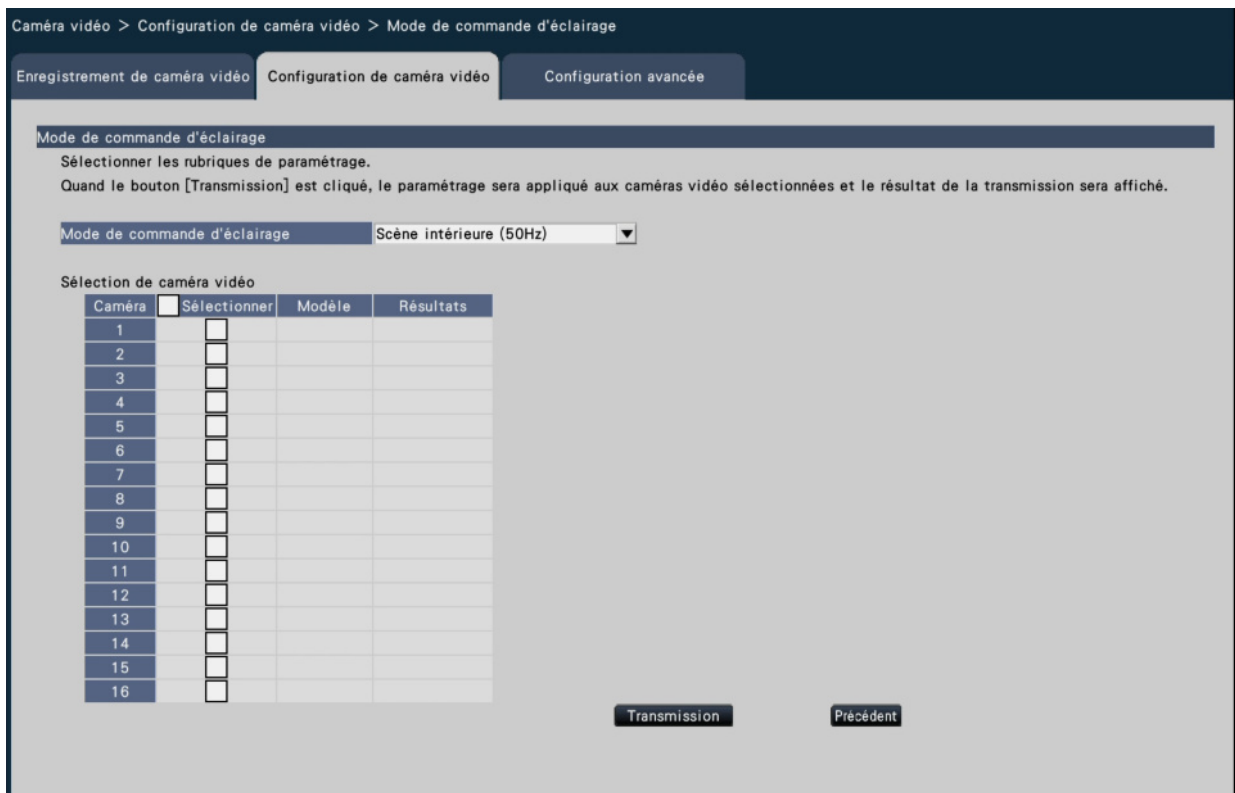 Caméra vidéo > Configuration de caméra vidéo > Mode de commande d'éclairage
Enregistrement de caméra vidéo Configuration de caméra vidéo Configuration avancée
Mode de commande d'éclairage
Sélectionner les rubriques de paramétrage.
Quand le bouton [Transmission] est cliqué, le paramétrage sera appliqué aux caméras vidéo sélectionnées et le résultat de la transmission sera affiché.
Mode de commande d'éclairage Scène intérieure (50Hz)
Sélection de caméra vidéo
Caméra Sélectionner Modèle Résultats
1
2
3
4
5
6
7
8
9
10
11
12
13
14
15
16
Transmission Précédent